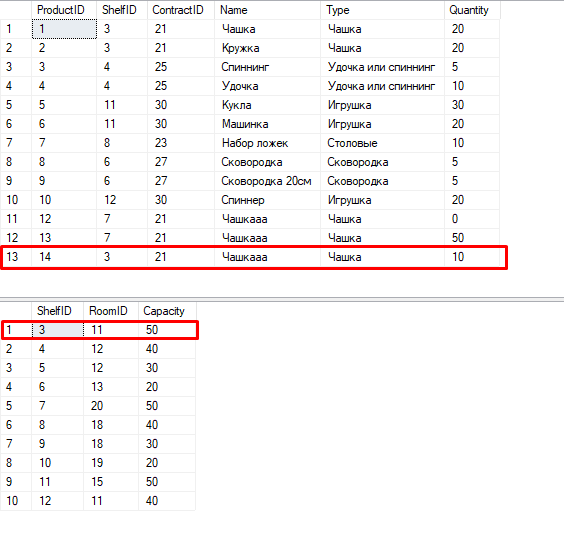 ProductID ShelfID ContractID Name Type Quantity
1 1 3 21 Чашка Чашка 20
2 2 3 21 Кружка Чашка 20
3 3 4 25 Спиннинг Удочка или спиннинг 5
4 4 4 25 Удочка Удочка или спиннинг 10
5 5 11 30 Кукла Игрушка 30
6 6 11 30 Машинка Игрушка 20
7 7 8 23 Набор ложек Столовые 10
8 8 6 27 Сковородка Сковородка 5
9 9 6 27 Сковородка 20см Сковородка 5
10 10 12 30 Спиннер Игрушка 20
11 12 7 21 Чашкааа Чашка 0
12 13 7 21 Чашкааа Чашка 50
13 14 3 21 Чашкааа Чашка 10
ShelfID RoomID Capacity
1 3 11 50
2 4 12 40
3 5 12 30
4 6 13 20
5 7 20 50
6 8 18 40
7 9 18 30
8 10 19 20
9 11 15 50
10 12 11 40